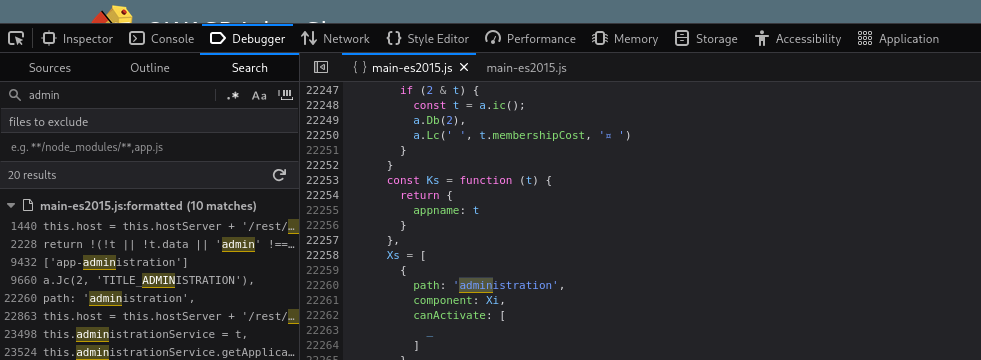 Inspector Console Debugger Network Style Editor Performance Memory Storage Accessibility Application
Sources Outline Search
admin .* Aa
files to exclude
e.g. **/node_modules/**,app.js
20 results
main-es2015.js:formatted (10 matches)
1440 this.host = this.hostServer + '/rest/…
2228 return !(!t || !t.data || 'admin' !==…
9432 ['app-administration']
9660 a.Jc(2, 'TITLE_ADMINISTRATION'),
22260 path: 'administration',
22863 this.host = this.hostServer + '/rest/…
23498 this.administrationService = t,
23524 this.administrationService.getApplica…
{ } main-es2015.js × main-es2015.js
22247 if (2 & t) {
22248 const t = a.ic();
22249 a.Db(2),
22250 a.Lc(' ', t.membershipCost, '¤ ')
22251 }
22252 }
22253 const Ks = function (t) {
22254 return {
22255 appname: t
22256 }
22257 },
22258 Xs = [
22259 {
22260 path: 'administration',
22261 component: Xi,
22262 canActivate: [
22263 _
22264 ]
22265 }